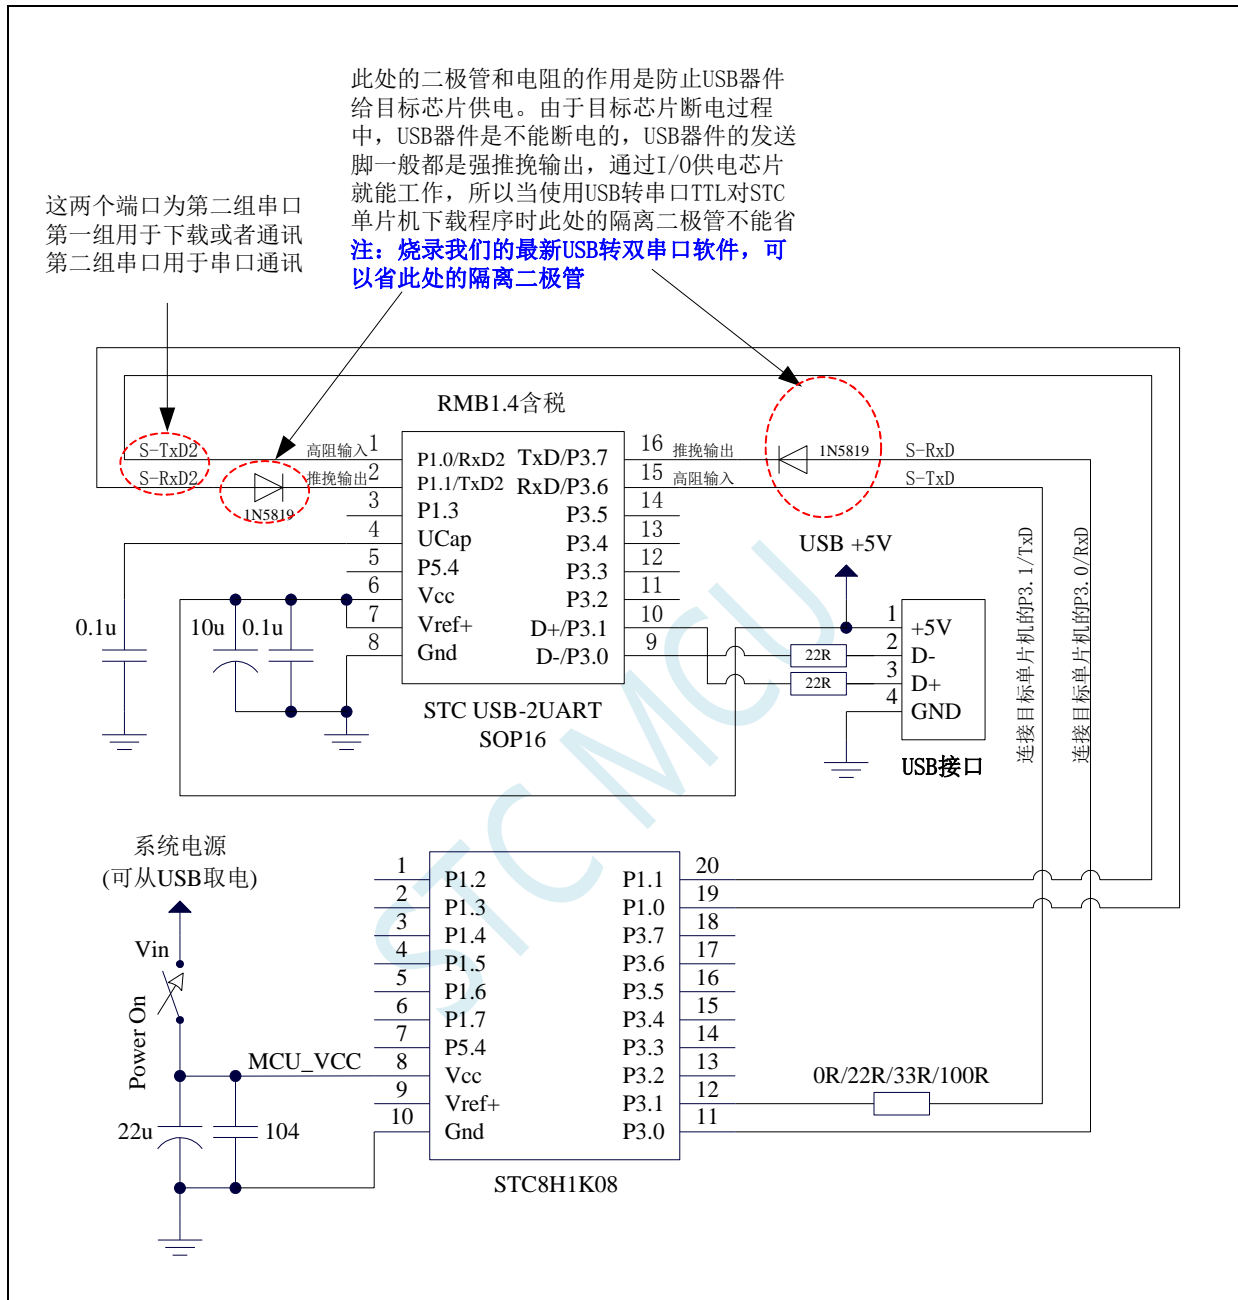 此处的二极管和电阻的作用是防止USB器件
给目标芯片供电。由于目标芯片断电过程
中，USB器件是不能断电的，USB器件的发送
脚一般都是强推挽输出，通过I/O供电芯片
就能工作，所以当使用USB转串口TTL对STC
单片机下载程序时此处的隔离二极管不能省
注：烧录我们的最新USB转双串口软件，可
以省此处的隔离二极管
这两个端口为第二组串口
第一组用于下载或者通讯
第二组串口用于串口通讯
RMB1.4含税
S-TxD2
高阻输入
1
P1.0/RxD2
TxD/P3.7
16
推挽输出
1N5819
S-RxD
S-RxD2
1N5819
推挽输出
2
P1.1/TxD2
RxD/P3.6
15
高阻输入
S-TxD
3
P1.3
P3.5
14
4
UCap
P3.4
13
5
P5.4
P3.3
12
6
Vcc
P3.2
11
7
Vref+
D+/P3.1
10
8
Gnd
D-/P3.0
9
STC USB-2UART
SOP16
0.1u
10u
0.1u
USB +5V
22R
22R
1
+5V
2
D-
3
D+
4
GND
USB接口
连接目标单片机的P3.1/TxD
连接目标单片机的P3.0/RxD
STC MCU
系统电源
(可从USB取电)
Vin
Power On
MCU_VCC
22u
104
1
P1.2
P1.1
20
2
P1.3
P1.0
19
3
P1.4
P3.7
18
4
P1.5
P3.6
17
5
P1.6
P3.5
16
6
P1.7
P3.4
15
7
P5.4
P3.3
14
8
Vcc
P3.2
13
9
Vref+
P3.1
12
10
Gnd
P3.0
11
0R/22R/33R/100R
STC8H1K08